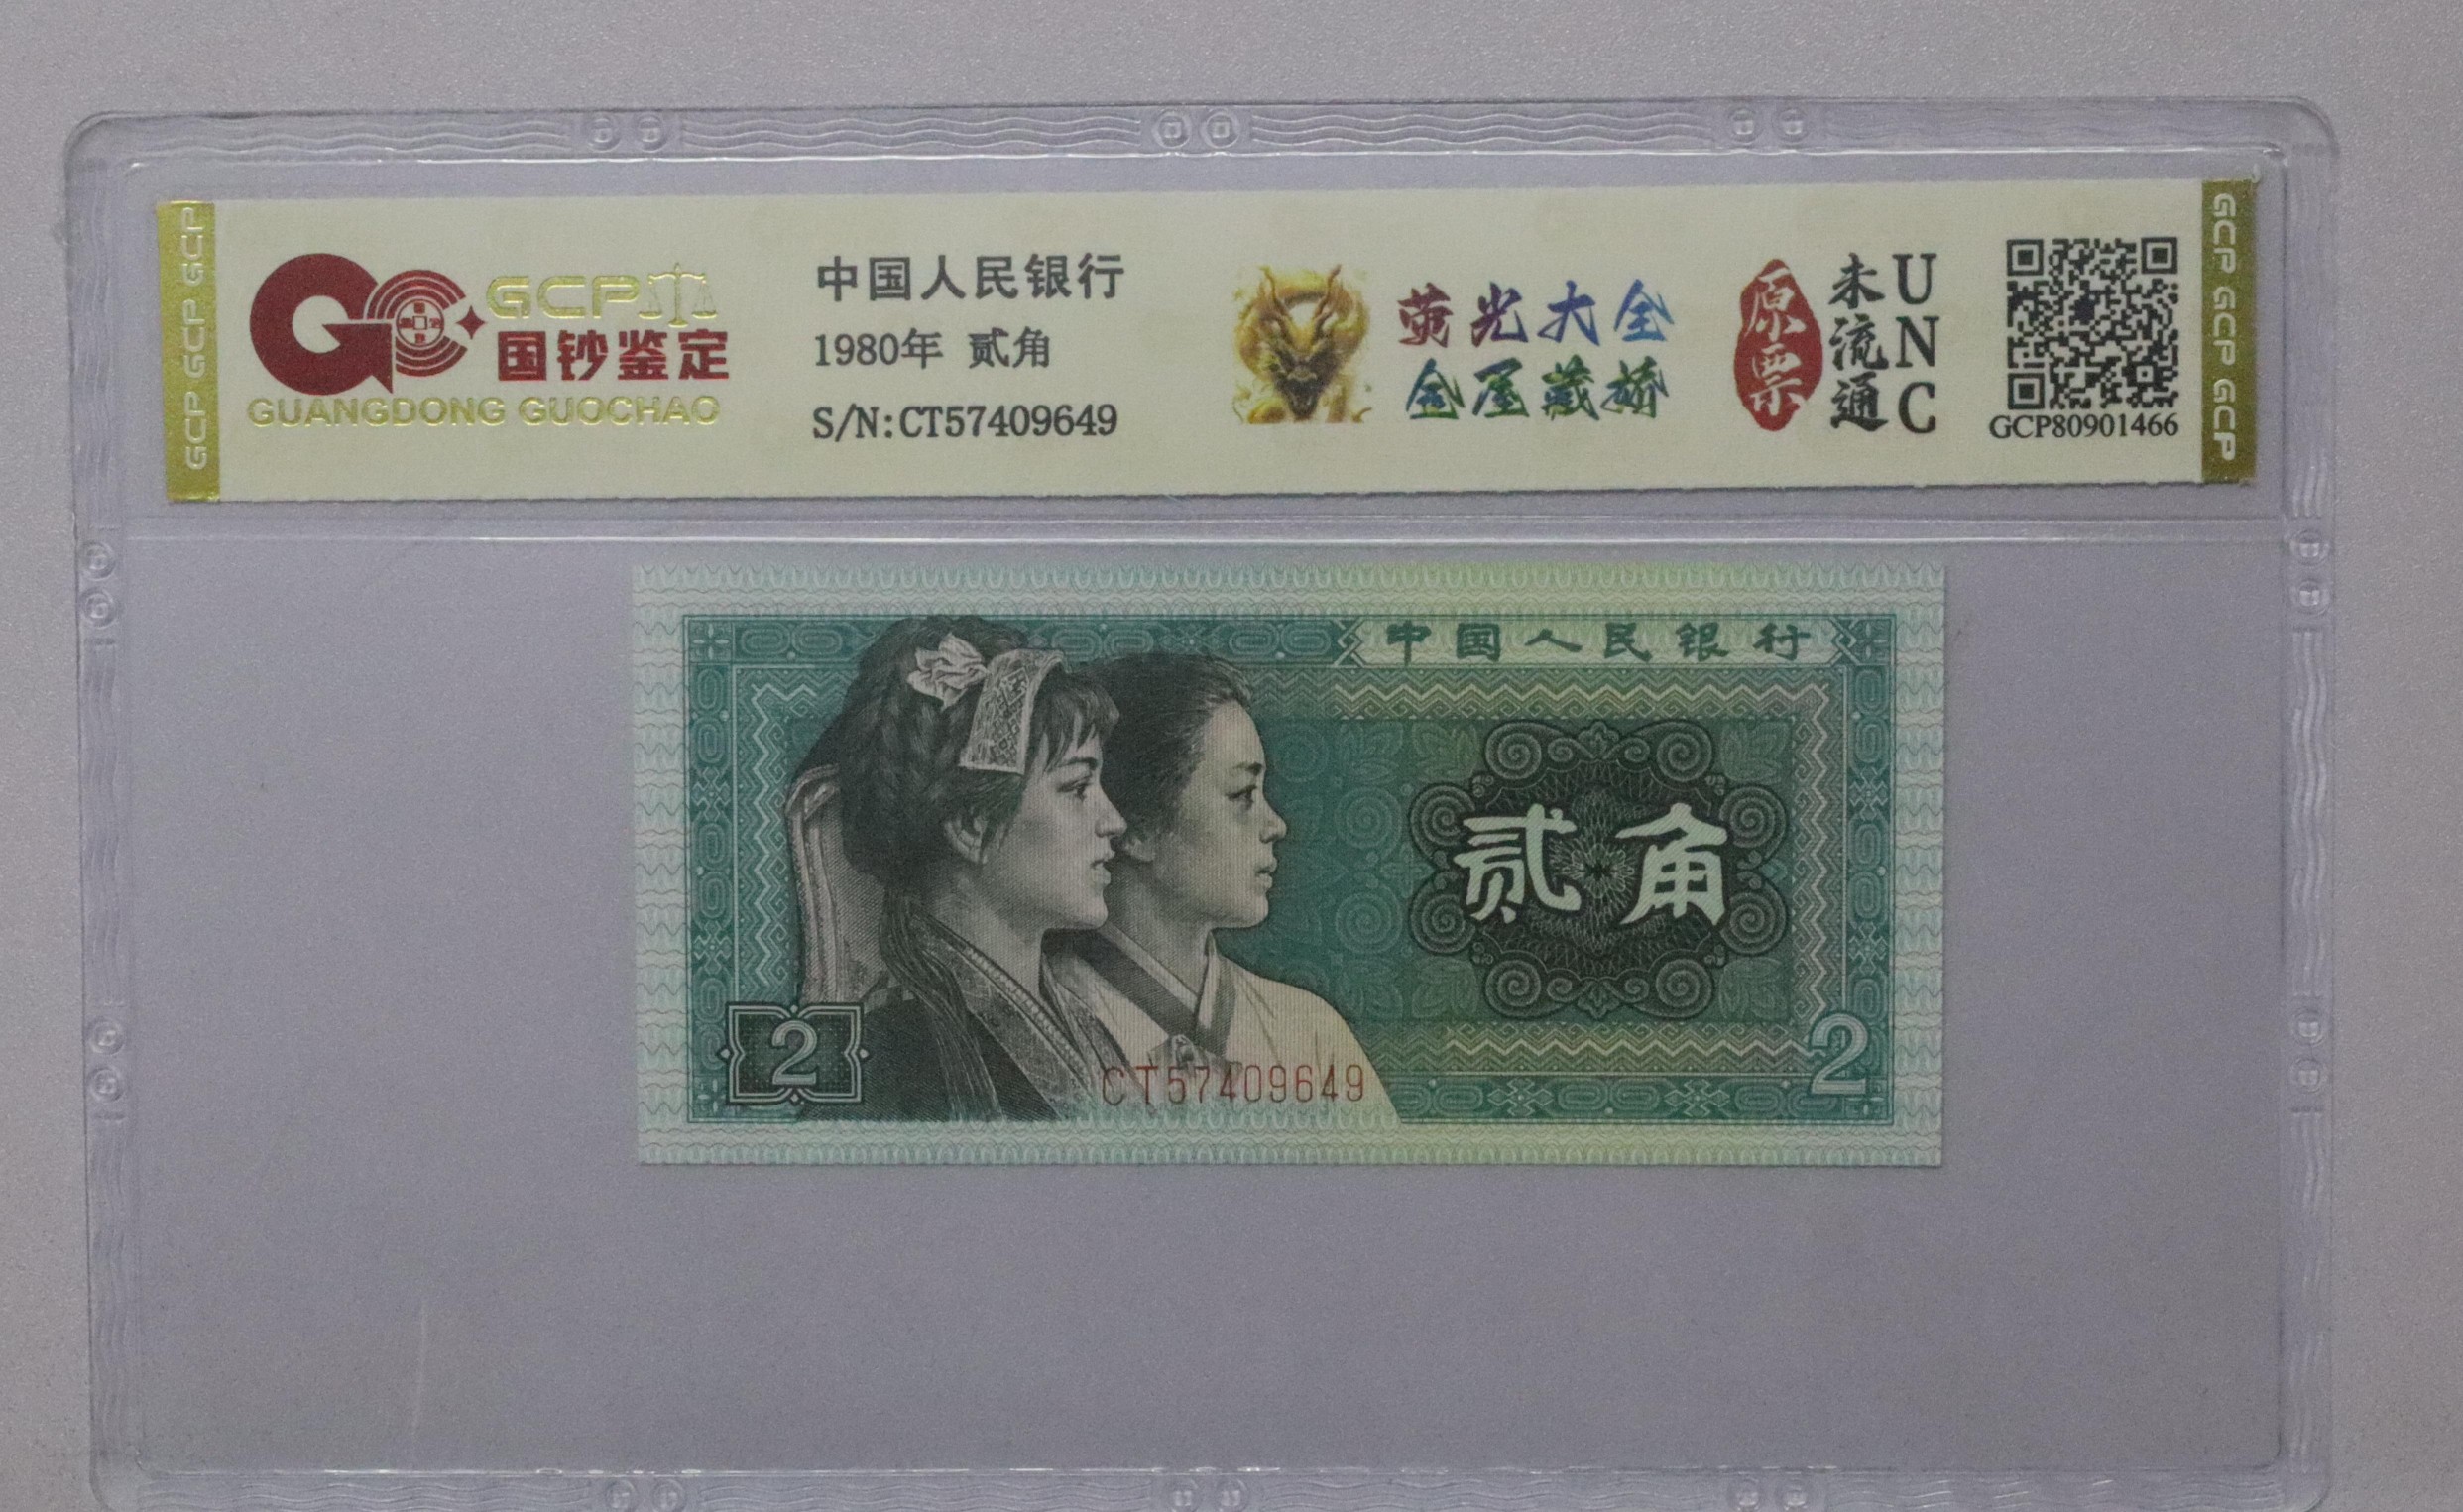 GCP GCP GCP
GCP
国钞鉴定
GUANGDONG GUOCHAO
中国人民银行
1980年 贰角
S/N:CT57409649
荧光大全
金屋藏娇
原票
未流通
UNC
GCP80901466
GCP GCP GCP
中国人民银行
贰角
2
CT57409649
2